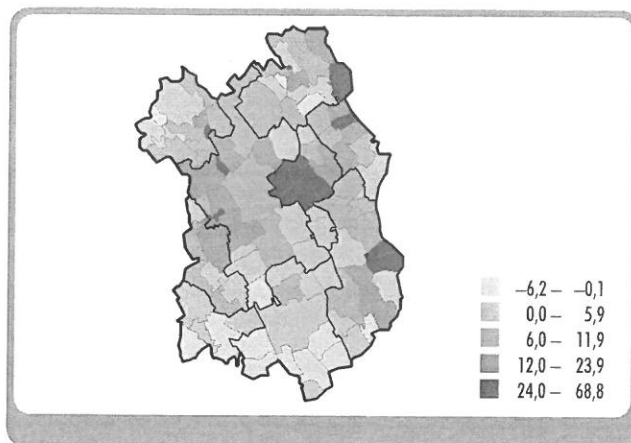 –6,2 – –0,1
0,0 – 5,9
6,0 – 11,9
12,0 – 23,9
24,0 – 68,8